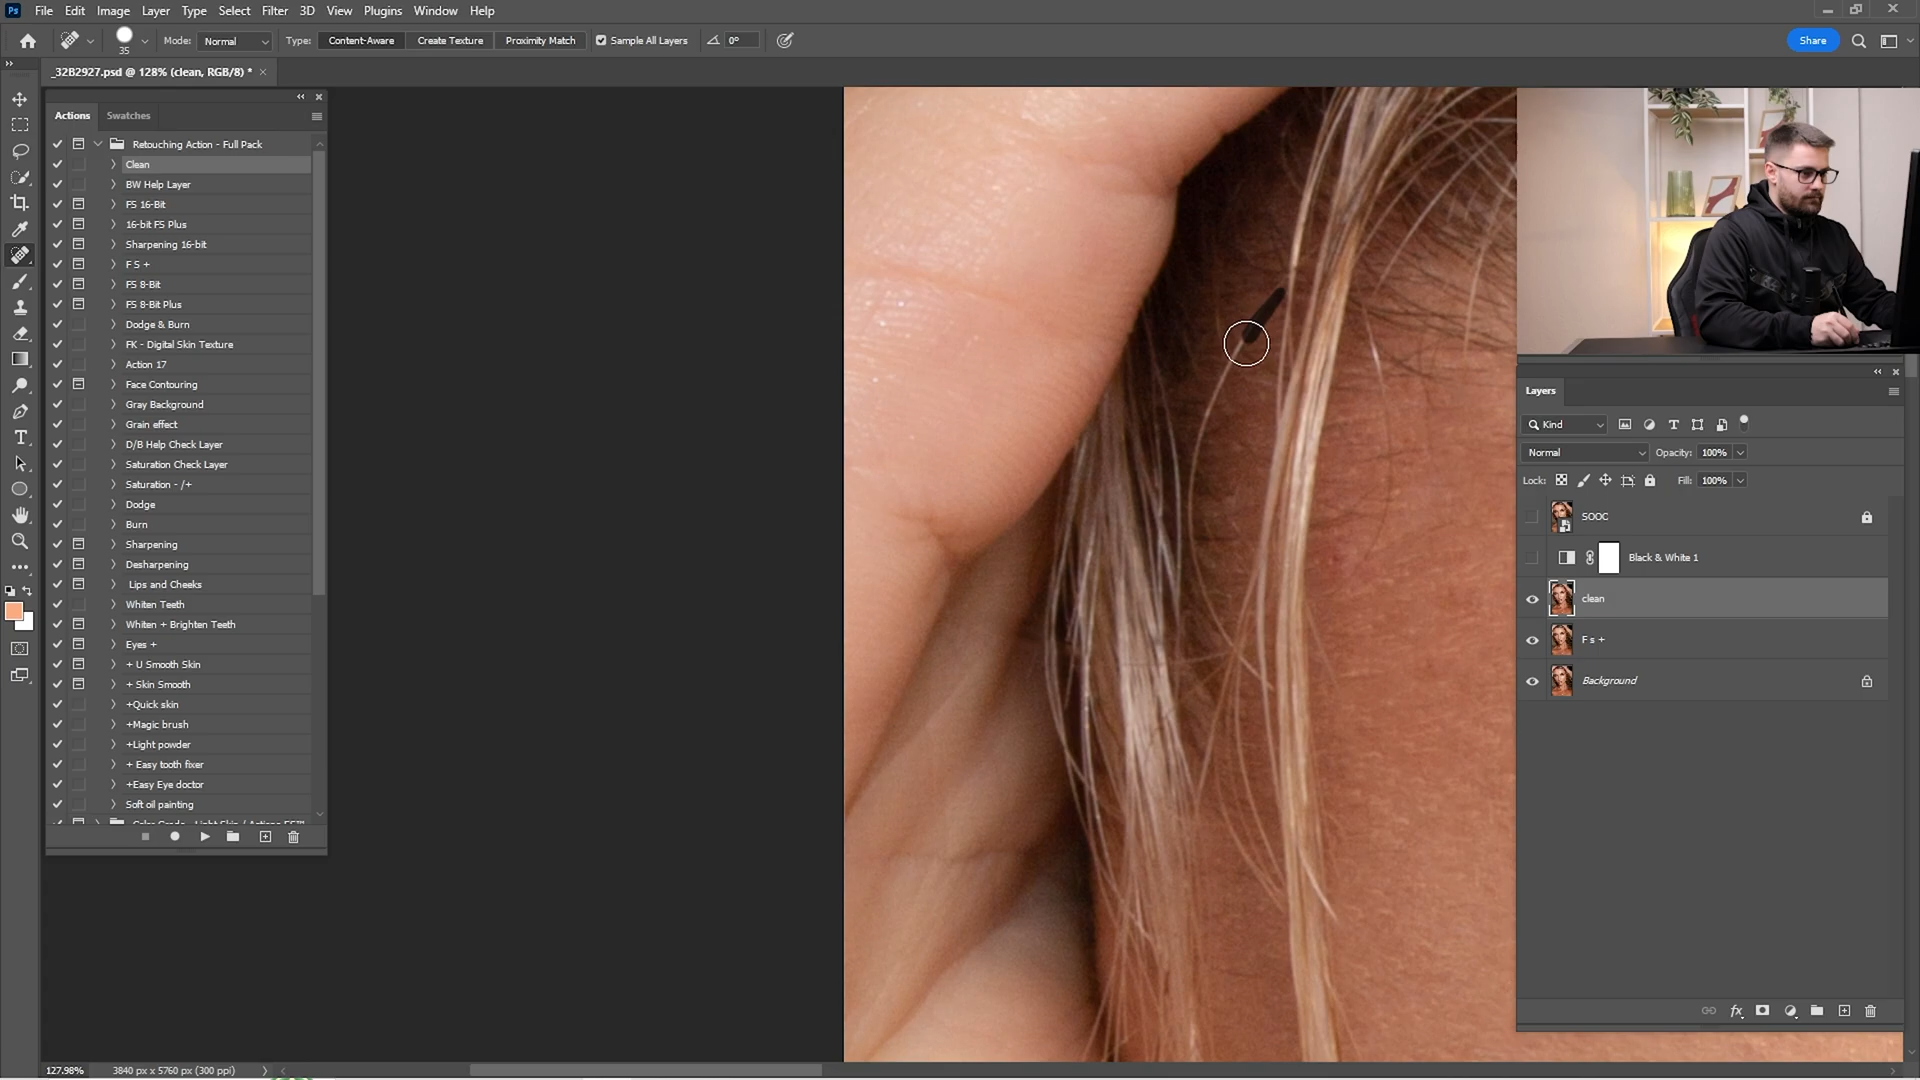 Ps File Edit Image Layer Type Select Filter 3D View Plugins Window Help
35 Mode: Normal Type: Content-Aware Create Texture Proximity Match Sample All Layers 0° Share
_32B2927.psd @ 128% (clean, RGB/8) *
Actions Swatches
Retouching Action - Full Pack
Clean
BW Help Layer
FS 16-Bit
16-bit FS Plus
Sharpening 16-bit
F S +
FS 8-Bit
FS 8-Bit Plus
Dodge & Burn
FK - Digital Skin Texture
Action 17
Face Contouring
Gray Background
Grain effect
D/B Help Check Layer
Saturation Check Layer
Saturation - /+
Dodge
Burn
Sharpening
Desharpening
Lips and Cheeks
Whiten Teeth
Whiten + Brighten Teeth
Eyes +
+ U Smooth Skin
+ Skin Smooth
+Quick skin
+Magic brush
+Light powder
+ Easy tooth fixer
+Easy Eye doctor
Soft oil painting
Layers
Kind
Normal Opacity: 100%
Lock: Fill: 100%
SOOC
Black & White 1
clean
F s +
Background
fx
127.98% 3840 px x 5760 px (300 ppi)